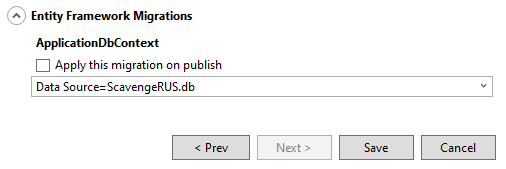 Entity Framework Migrations
ApplicationDbContext
Apply this migration on publish
Data Source=ScavengeRUS.db
< Prev Next > Save Cancel